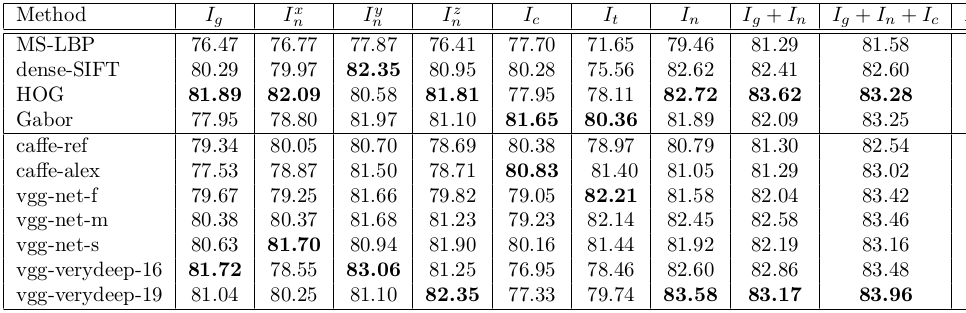 Method I_g I_n^x I_n^y I_n^z I_c I_t I_n I_g + I_n I_g + I_n + I_c
MS-LBP 76.47 76.77 77.87 76.41 77.70 71.65 79.46 81.29 81.58
dense-SIFT 80.29 79.97 82.35 80.95 80.28 75.56 82.62 82.41 82.60
HOG 81.89 82.09 80.58 81.81 77.95 78.11 82.72 83.62 83.28
Gabor 77.95 78.80 81.97 81.10 81.65 80.36 81.89 82.09 83.25
caffe-ref 79.34 80.05 80.70 78.69 80.38 78.97 80.79 81.30 82.54
caffe-alex 77.53 78.87 81.50 78.71 80.83 81.40 81.05 81.29 83.02
vgg-net-f 79.67 79.25 81.66 79.82 79.05 82.21 81.58 82.04 83.42
vgg-net-m 80.38 80.37 81.68 81.23 79.23 82.14 82.45 82.58 83.46
vgg-net-s 80.63 81.70 80.94 81.90 80.16 81.44 81.92 82.19 83.16
vgg-verydeep-16 81.72 78.55 83.06 81.25 76.95 78.46 82.60 82.86 83.48
vgg-verydeep-19 81.04 80.25 81.10 82.35 77.33 79.74 83.58 83.17 83.96